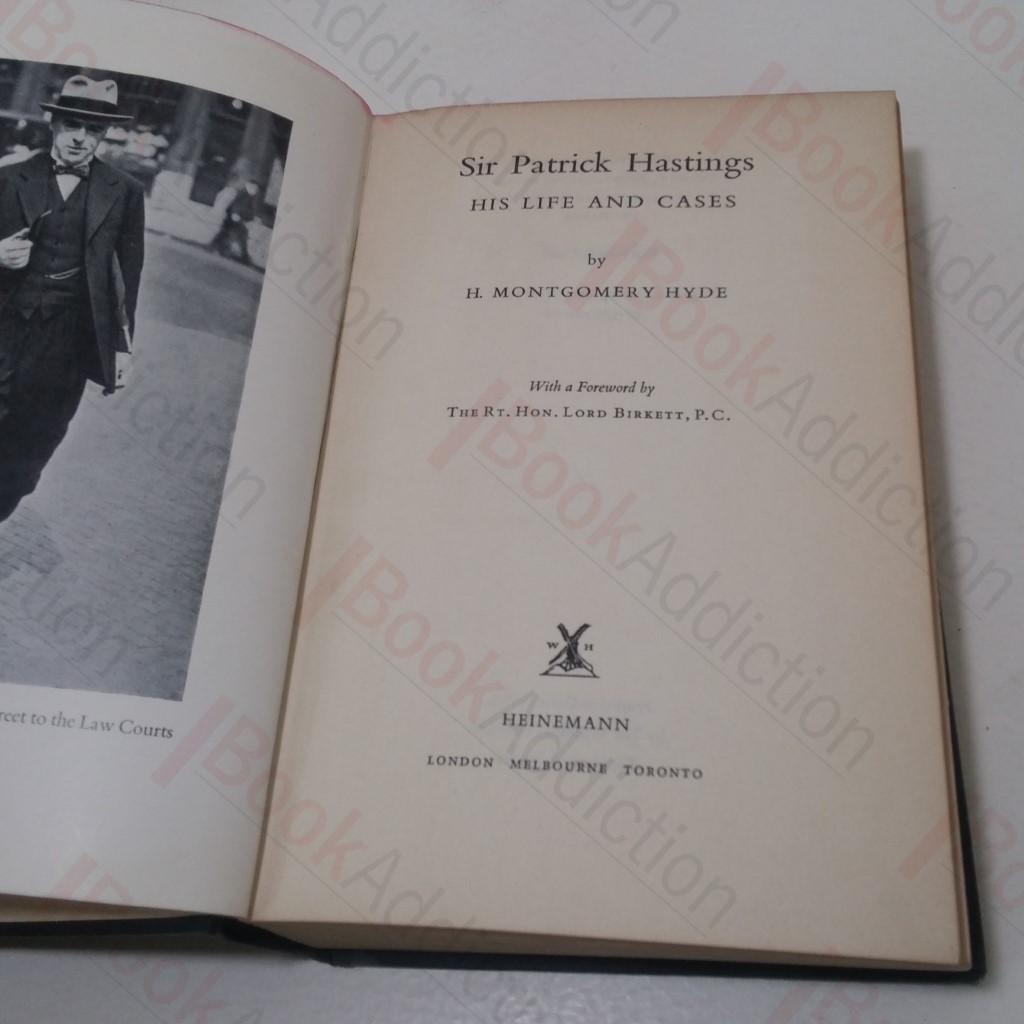 reet to the Law Courts
Sir Patrick Hastings
HIS LIFE AND CASES
by
H. MONTGOMERY HYDE
With a Foreword by
THE RT. HON. LORD BIRKETT, P.C.
W H
HEINEMANN
LONDON MELBOURNE TORONTO
BookAddiction